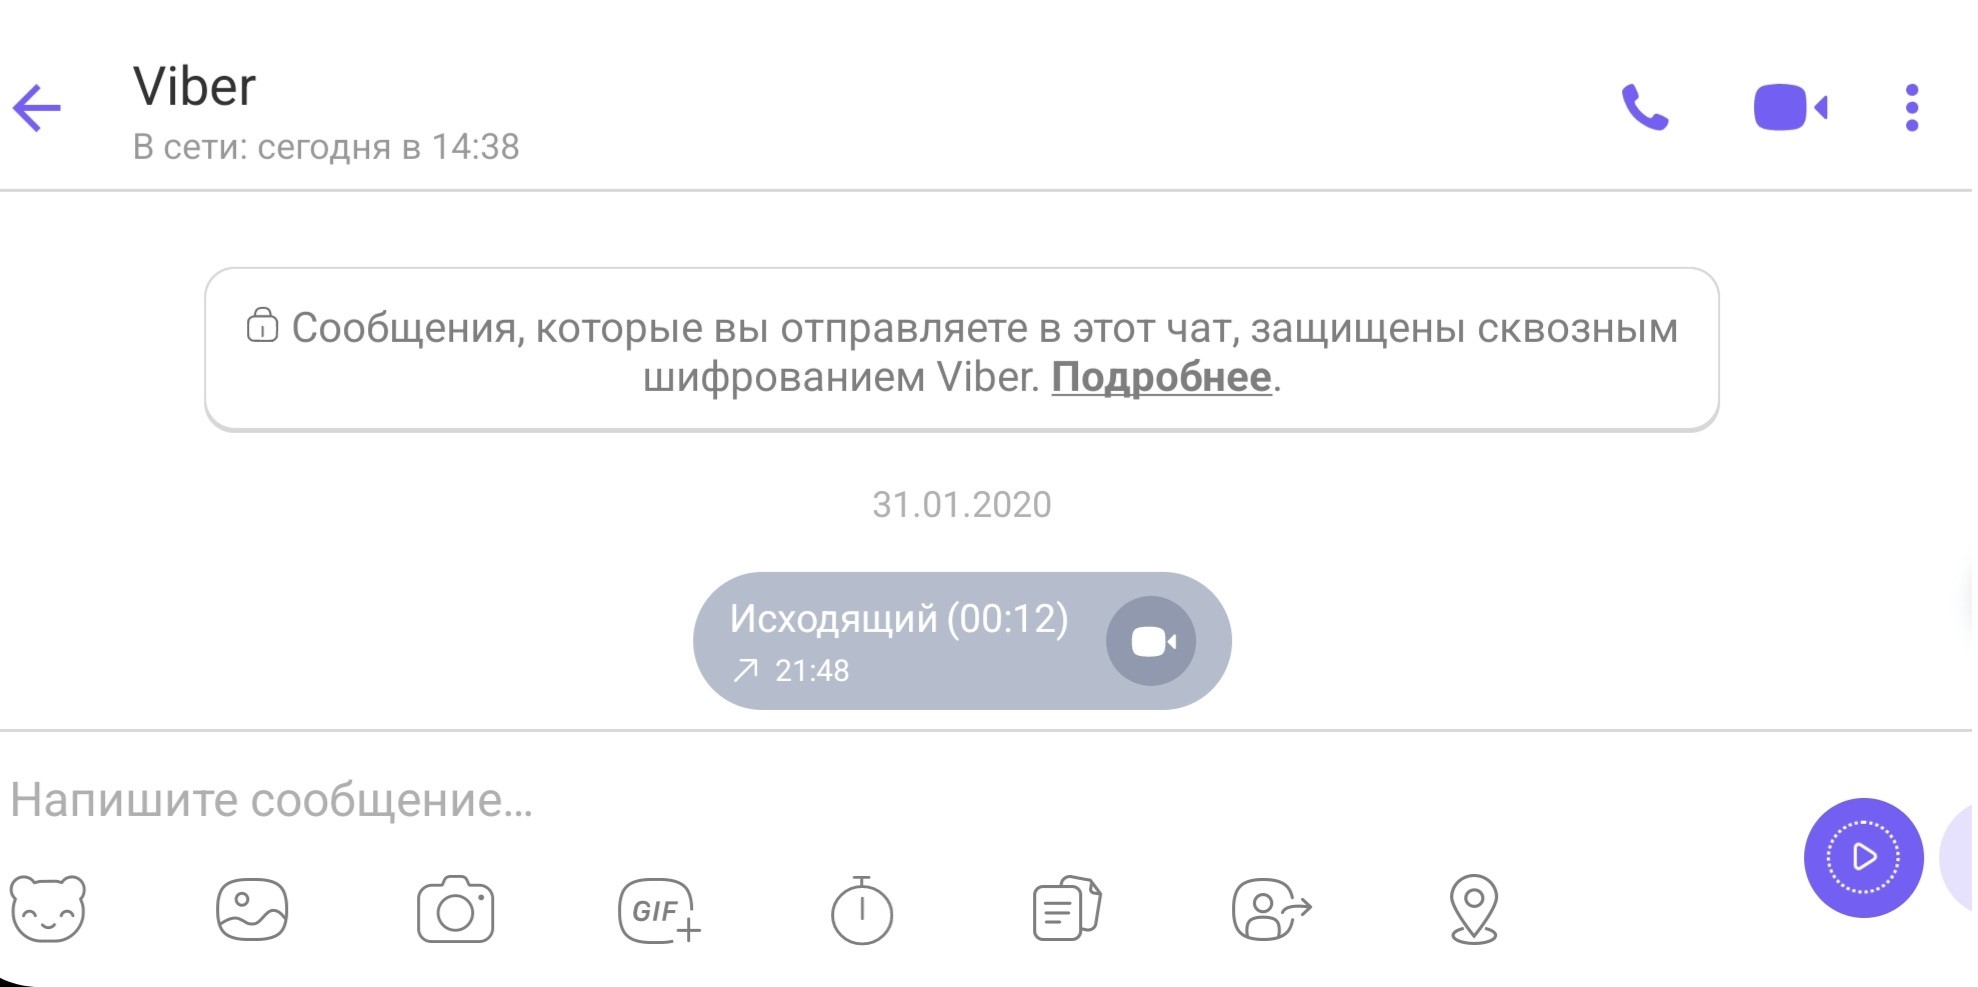 Viber
В сети: сегодня в 14:38
Сообщения, которые вы отправляете в этот чат, защищены сквозным
шифрованием Viber. Подробнее.
31.01.2020
Исходящий (00:12)
21:48
Напишите сообщение...
GIF